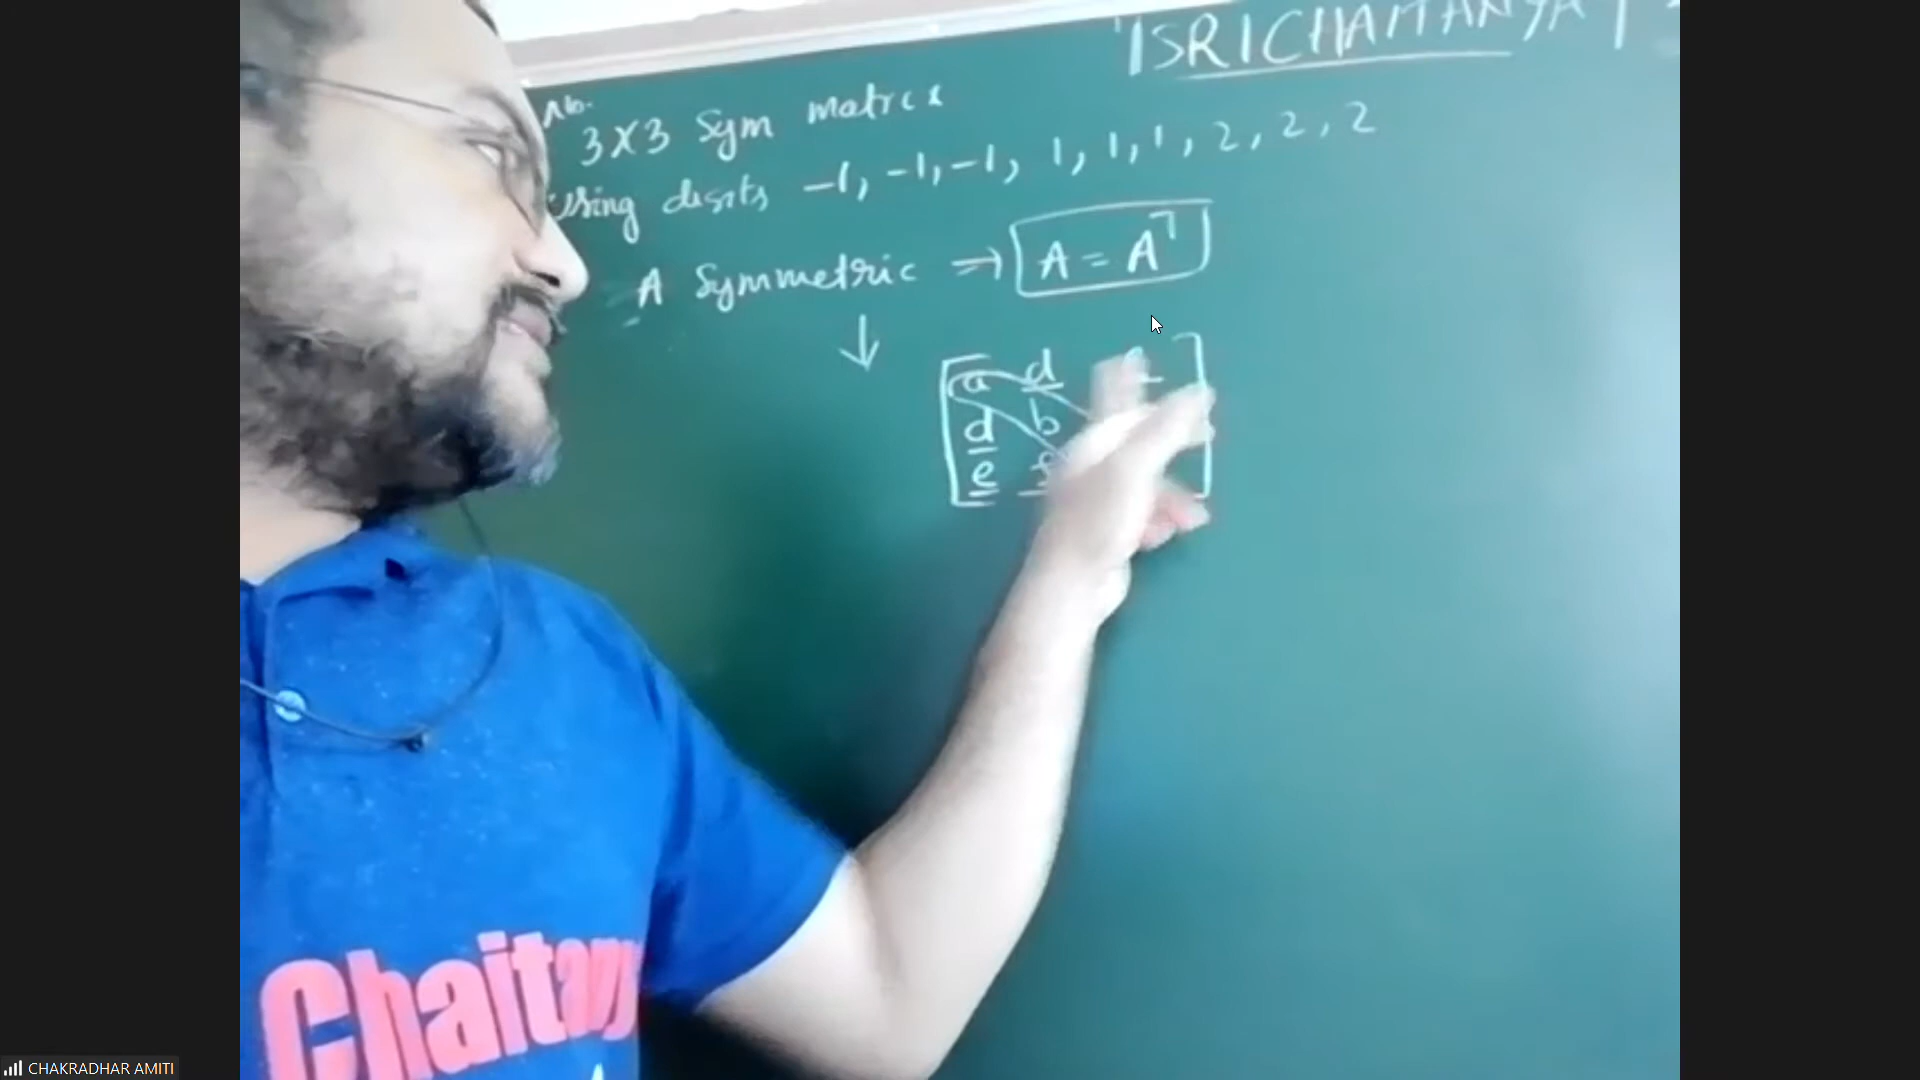 ISRICHAITANYA
No.
3X3 Sym matrix
using digits -1, -1, -1, 1, 1, 1, 2, 2, 2
A Symmetric ⇒ A = Aᵀ
↓
a d
d b
e f
Chaitany
CHAKRADHAR AMITI